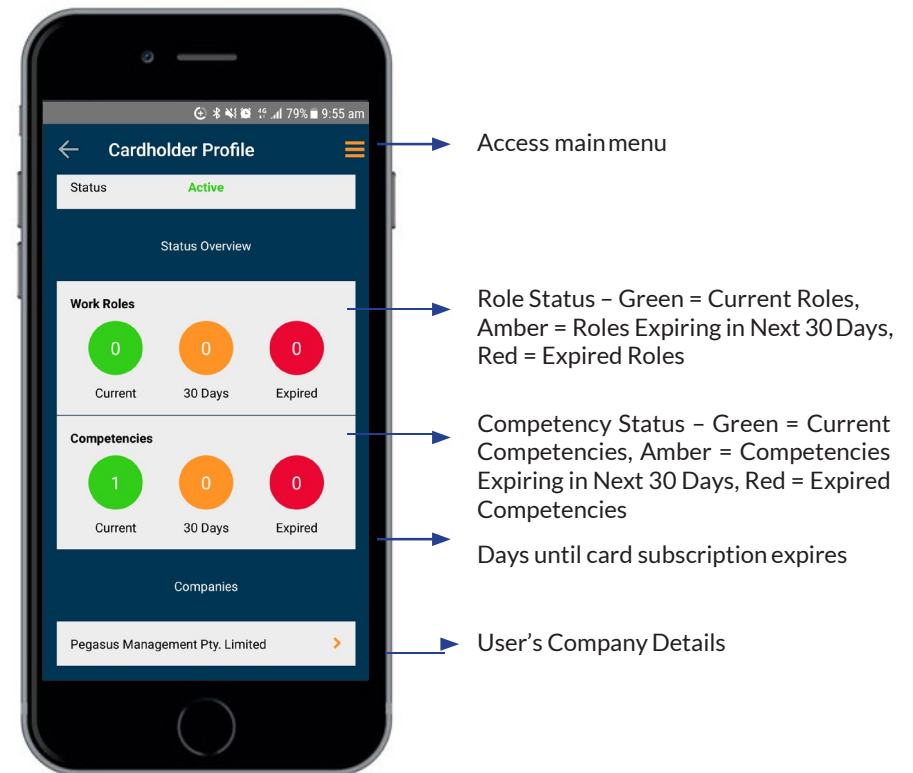 79% 9:55 am
Cardholder Profile
Access main menu
Status Active
Status Overview
Work Roles
0 0 0
Current 30 Days Expired
Role Status – Green = Current Roles,
Amber = Roles Expiring in Next 30 Days,
Red = Expired Roles
Competencies
1 0 0
Current 30 Days Expired
Competency Status – Green = Current
Competencies, Amber = Competencies
Expiring in Next 30 Days, Red = Expired
Competencies
Days until card subscription expires
Companies
Pegasus Management Pty. Limited
User's Company Details